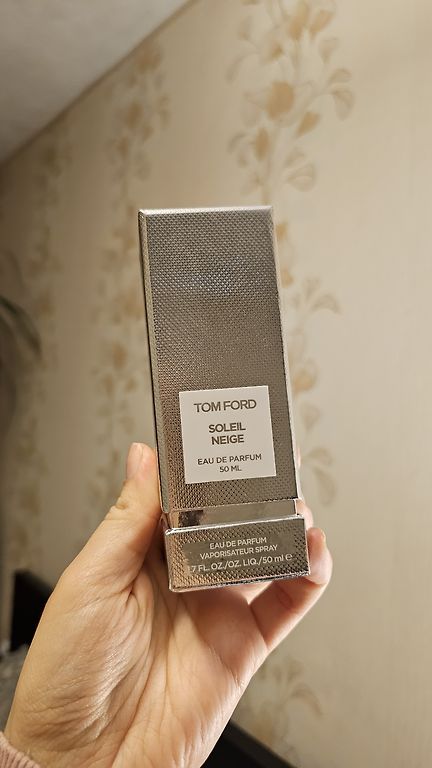 TOM FORD
SOLEIL
NEIGE
EAU DE PARFUM
50 ML
EAU DE PARFUM
VAPORISATEUR SPRAY
1.7 FL. OZ./OZ. LIQ./50 ml e